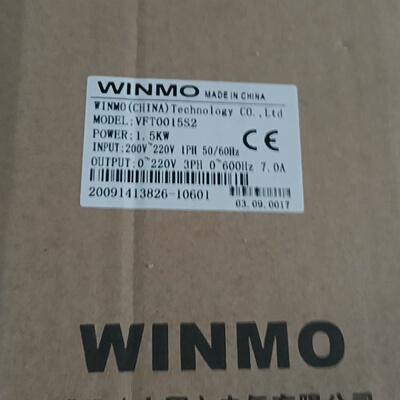 WINMO MADE IN CHINA
WINMO(CHINA)Technology CO.,Ltd
MODEL:VFT0015S2
POWER:1.5KW
CE
INPUT:200V~220V 1PH 50/60Hz
OUTPUT:0~220V 3PH 0~600Hz 7.0A
20091413826-10601
03.09.0017
WINMO